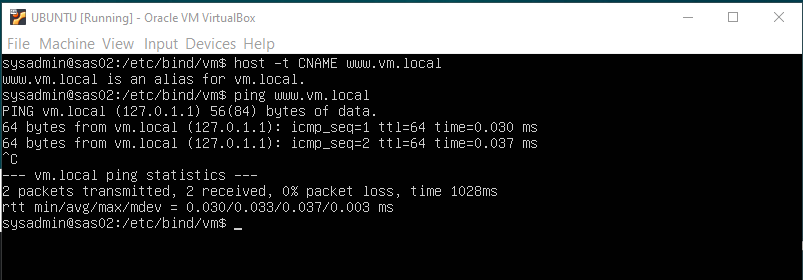 UBUNTU [Running] - Oracle VM VirtualBox
File Machine View Input Devices Help
sysadmin@sas02:/etc/bind/vm$ host -t CNAME www.vm.local
www.vm.local is an alias for vm.local.
sysadmin@sas02:/etc/bind/vm$ ping www.vm.local
PING vm.local (127.0.1.1) 56(84) bytes of data.
64 bytes from vm.local (127.0.1.1): icmp_seq=1 ttl=64 time=0.030 ms
64 bytes from vm.local (127.0.1.1): icmp_seq=2 ttl=64 time=0.037 ms
^C
--- vm.local ping statistics ---
2 packets transmitted, 2 received, 0% packet loss, time 1028ms
rtt min/avg/max/mdev = 0.030/0.033/0.037/0.003 ms
sysadmin@sas02:/etc/bind/vm$ _